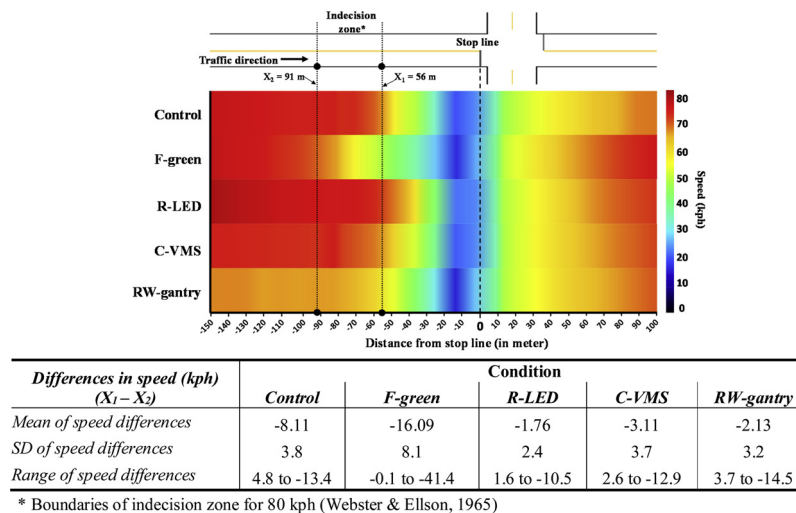 Indecision
zone*
Stop line
Traffic direction
X₂ = 91 m
X₁ = 56 m
Control
F-green
R-LED
C-VMS
RW-gantry
80
70
60
50
40
30
20
10
0
Speed (kph)
-150 -140 -130 -120 -110 -100 -90 -80 -70 -60 -50 -40 -30 -20 -10 0 10 20 30 40 50 60 70 80 90 100
Distance from stop line (in meter)
Differences in speed (kph) Condition
(X₁ – X₂) Control F-green R-LED C-VMS RW-gantry
Mean of speed differences -8.11 -16.09 -1.76 -3.11 -2.13
SD of speed differences 3.8 8.1 2.4 3.7 3.2
Range of speed differences 4.8 to -13.4 -0.1 to -41.4 1.6 to -10.5 2.6 to -12.9 3.7 to -14.5
* Boundaries of indecision zone for 80 kph (Webster & Ellson, 1965)